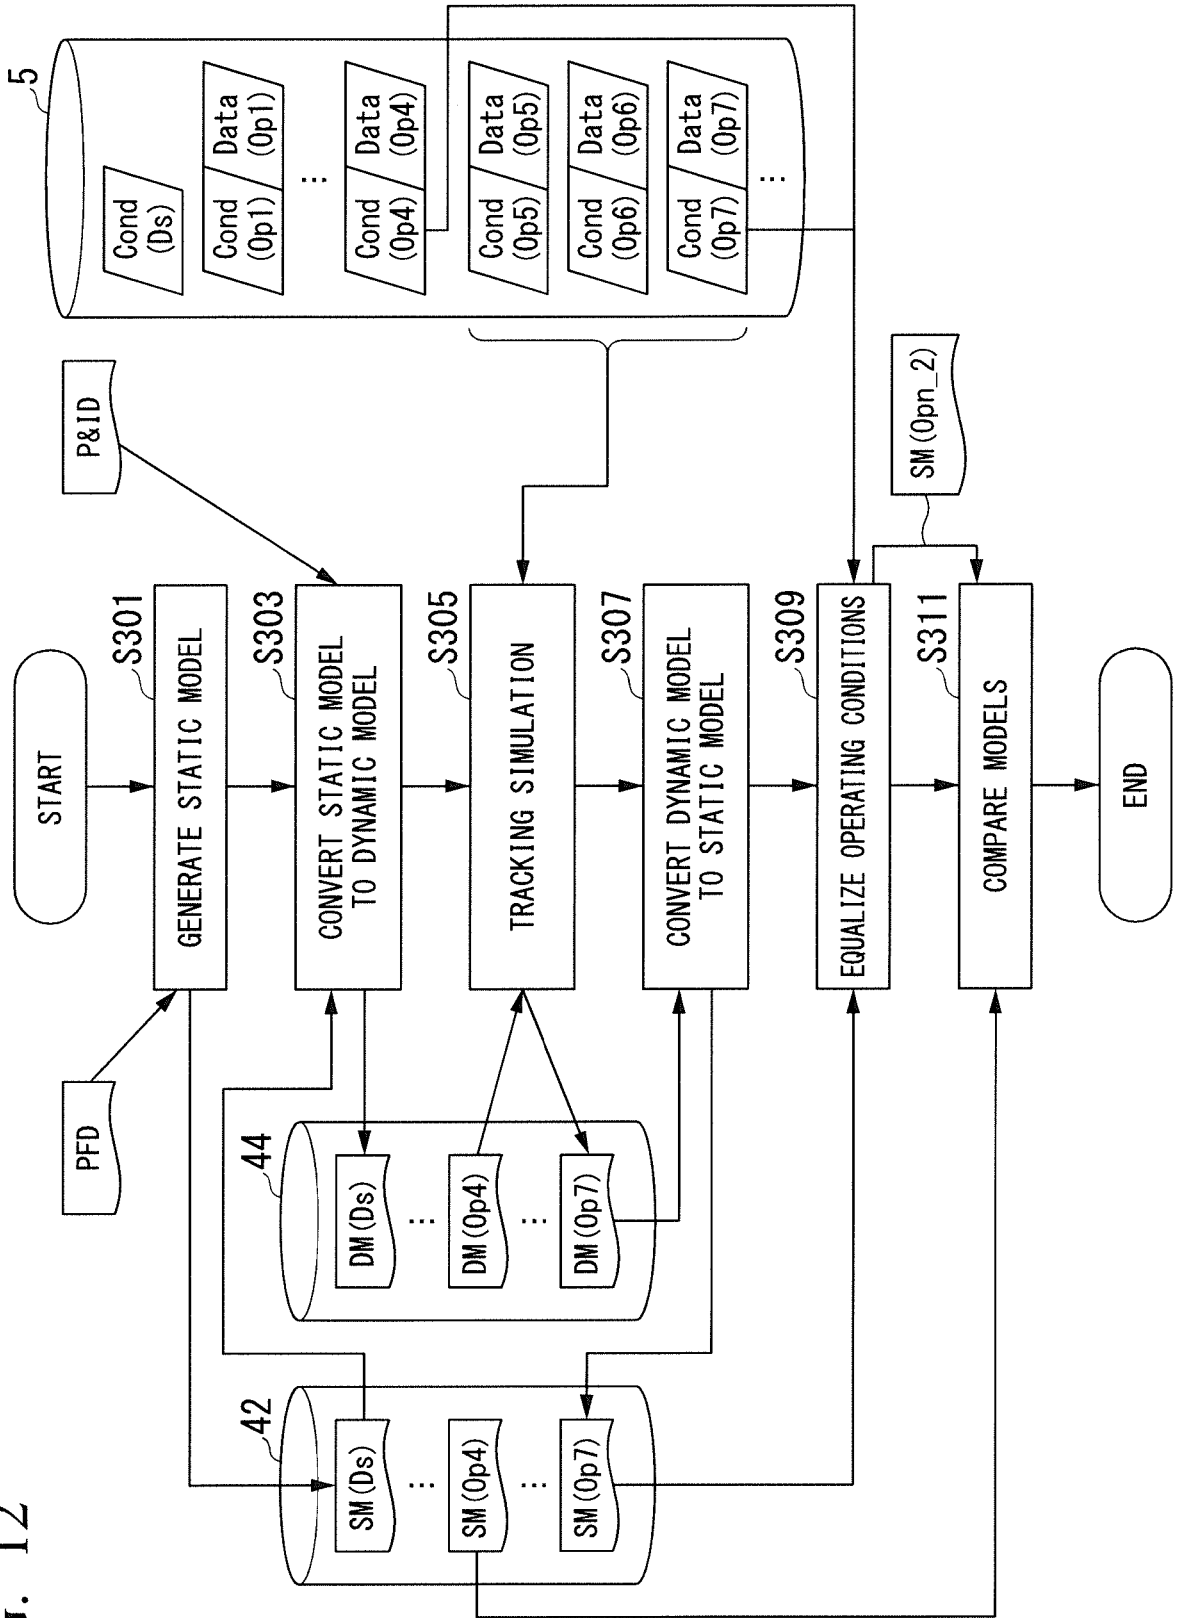 G. 12
START
PFD
S301
GENERATE STATIC MODEL
P&ID
S303
CONVERT STATIC MODEL
TO DYNAMIC MODEL
S305
TRACKING SIMULATION
S307
CONVERT DYNAMIC MODEL
TO STATIC MODEL
S309
EQUALIZE OPERATING CONDITIONS
SM(Opn_2)
S311
COMPARE MODELS
END
42
SM(Ds)
⋮
SM(Op4)
⋮
SM(Op7)
44
DM(Ds)
⋮
DM(Op4)
⋮
DM(Op7)
5
Cond
(Ds)
Cond
(Op1)
Data
(Op1)
⋮
Cond
(Op4)
Data
(Op4)
Cond
(Op5)
Data
(Op5)
Cond
(Op6)
Data
(Op6)
Cond
(Op7)
Data
(Op7)
⋮